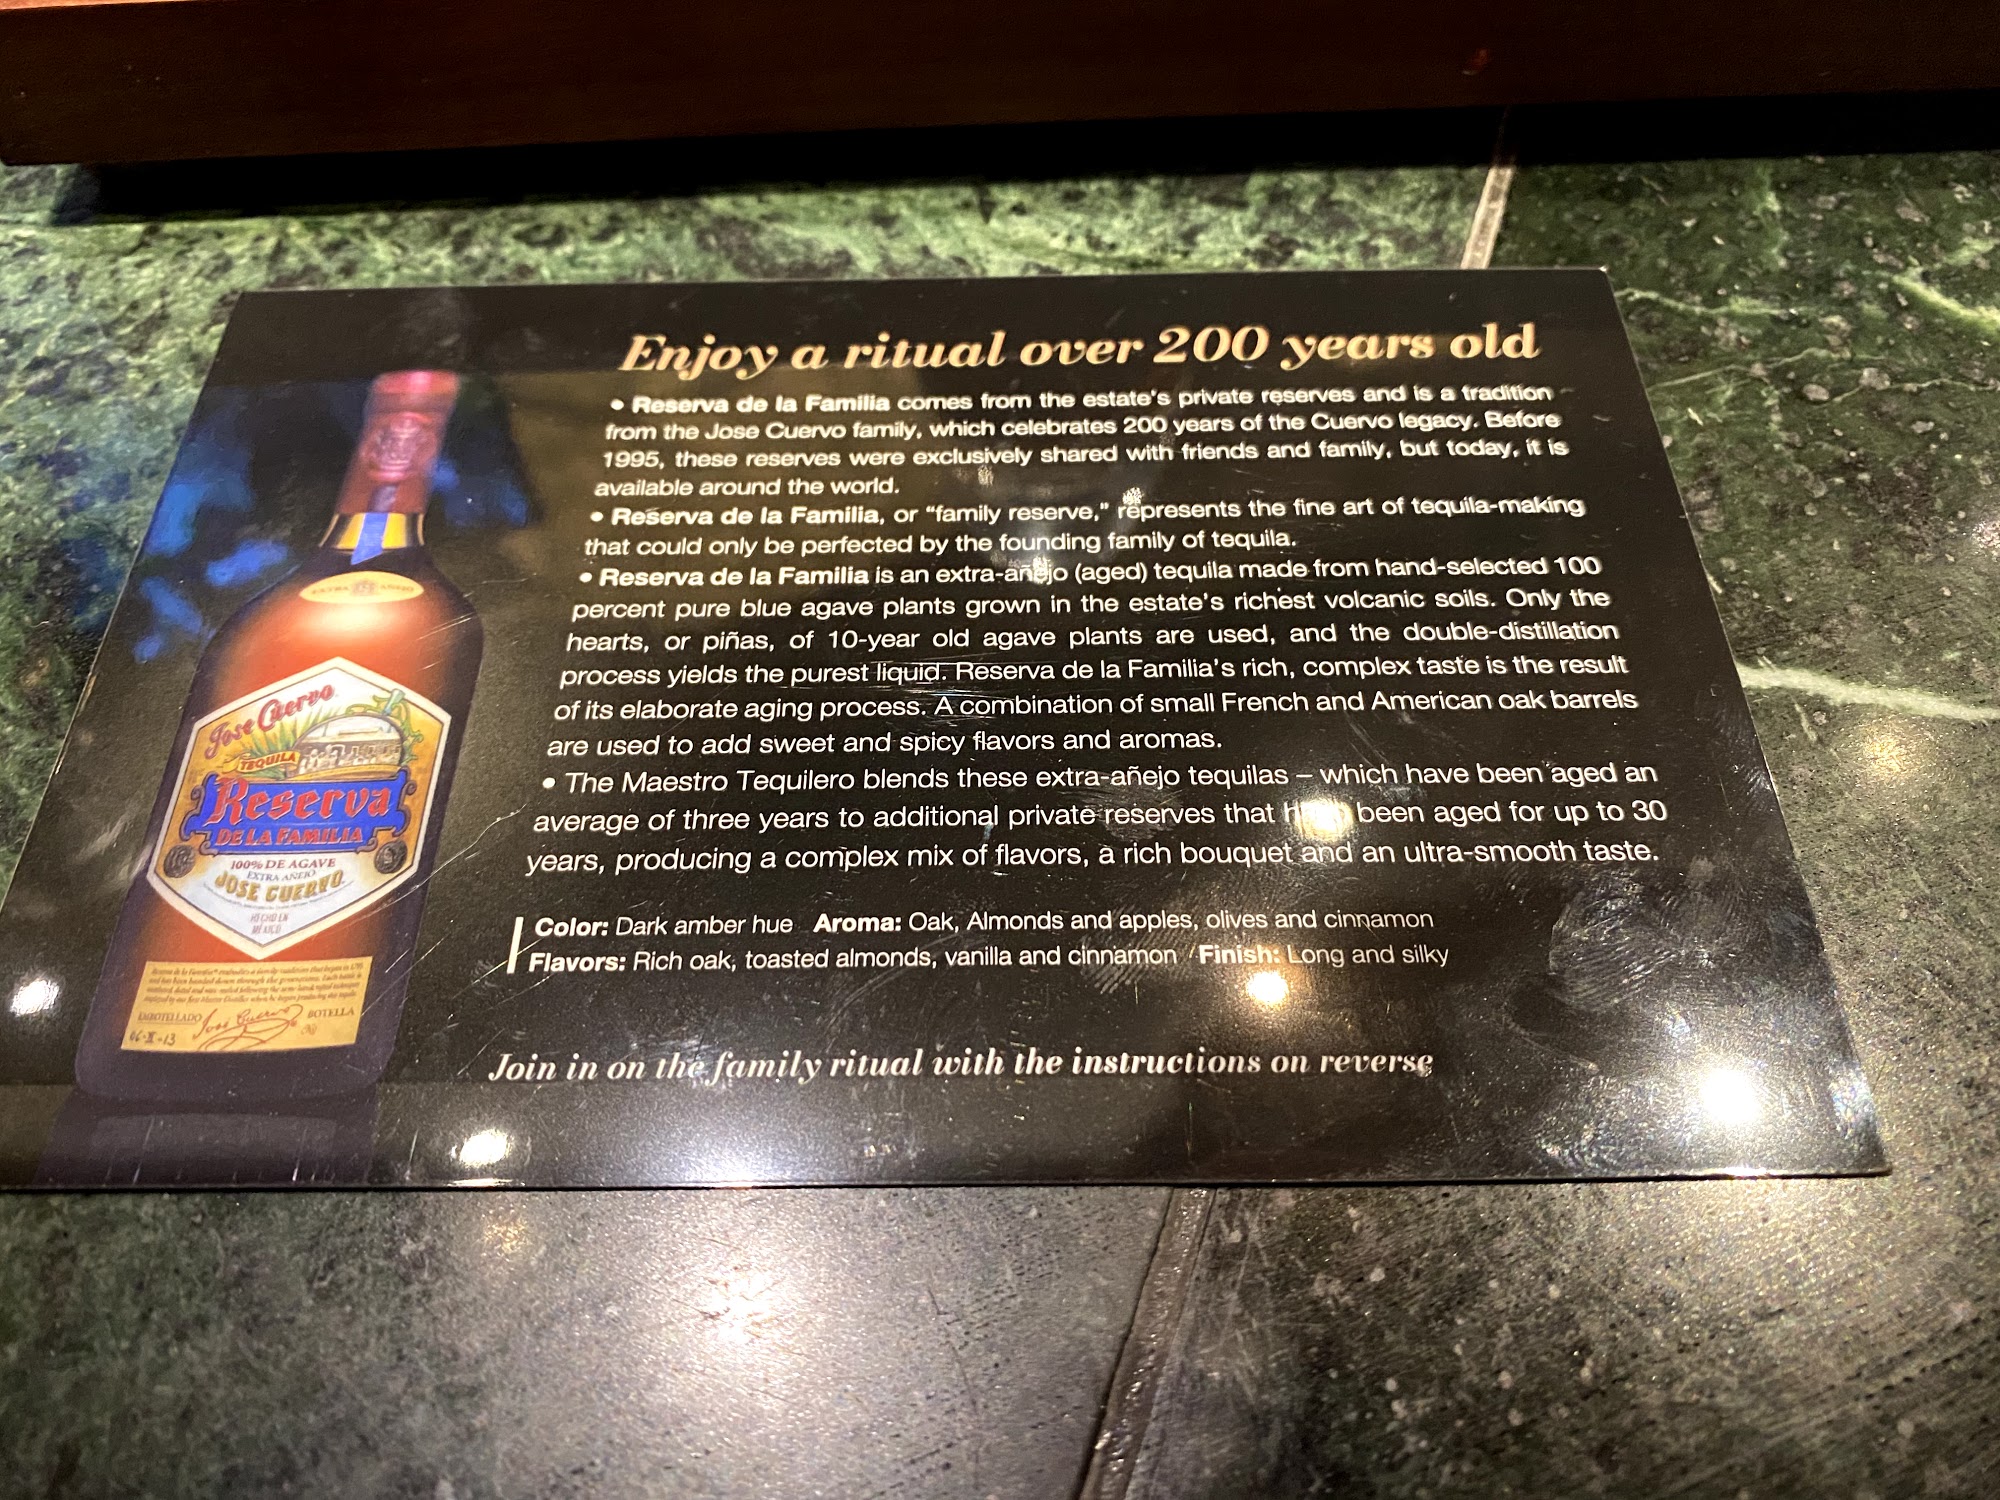 Enjoy a ritual over 200 years old
• Reserva de la Familia comes from the estate's private reserves and is a tradition
from the Jose Cuervo family, which celebrates 200 years of the Cuervo legacy. Before
1995, these reserves were exclusively shared with friends and family, but today, it is
available around the world.
• Reserva de la Familia, or “family reserve,” represents the fine art of tequila-making
that could only be perfected by the founding family of tequila.
• Reserva de la Familia is an extra-añejo (aged) tequila made from hand-selected 100
percent pure blue agave plants grown in the estate's richest volcanic soils. Only the
hearts, or piñas, of 10-year old agave plants are used, and the double-distillation
process yields the purest liquid. Reserva de la Familia's rich, complex taste is the result
of its elaborate aging process. A combination of small French and American oak barrels
are used to add sweet and spicy flavors and aromas.
• The Maestro Tequilero blends these extra-añejo tequilas – which have been aged an
average of three years to additional private reserves that been aged for up to 30
years, producing a complex mix of flavors, a rich bouquet and an ultra-smooth taste.
Color: Dark amber hue Aroma: Oak, Almonds and apples, olives and cinnamon
Flavors: Rich oak, toasted almonds, vanilla and cinnamon Finish: Long and silky
Join in on the family ritual with the instructions on reverse
EXTRA AÑEJO
Jose Cuervo
TEQUILA
Reserva
DE LA FAMILIA
100% DE AGAVE
EXTRA AÑEJO
JOSE CUERVO
HECHO EN
MEXICO
EMBOTELLADO Jose Cuervo BOTELLA